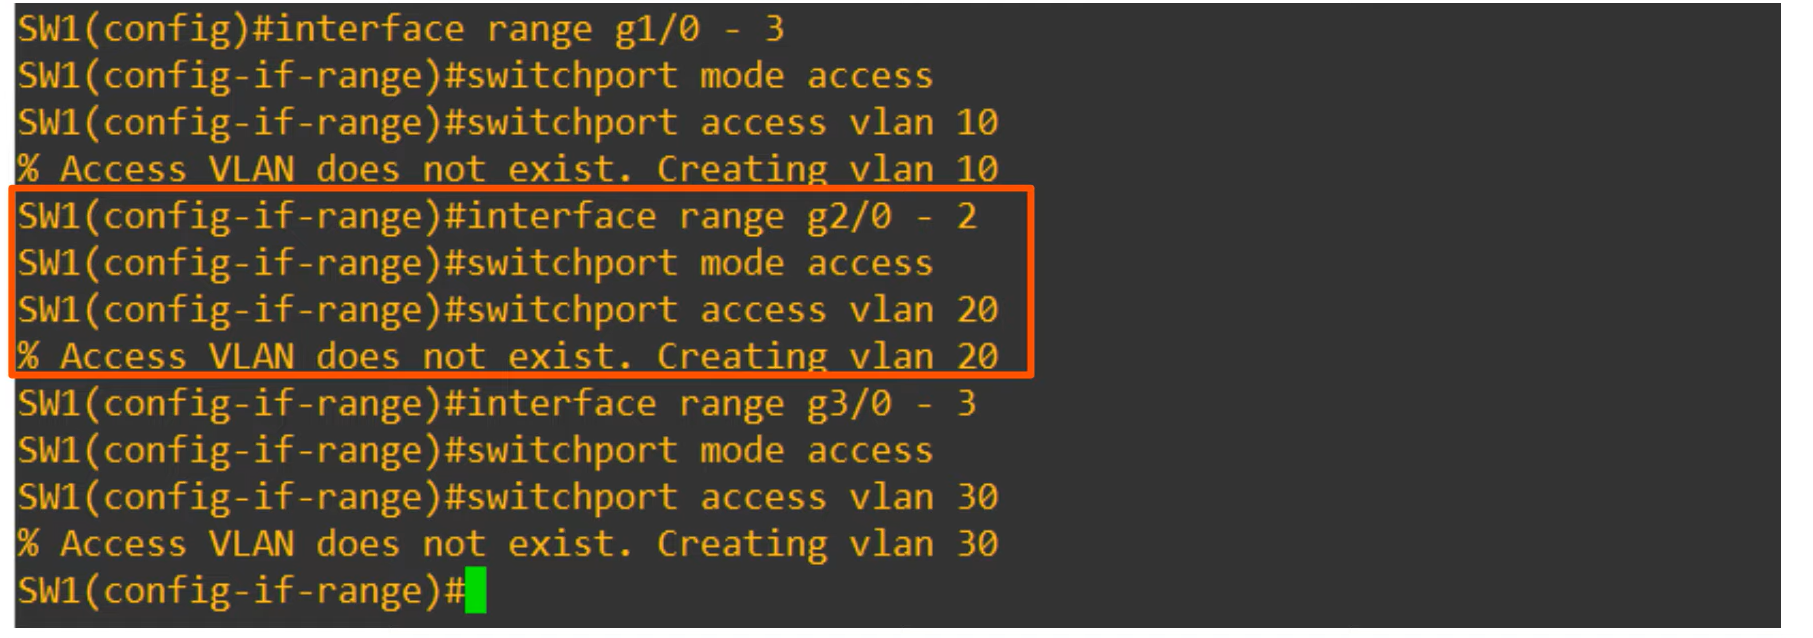 SW1(config)#interface range g1/0 - 3
SW1(config-if-range)#switchport mode access
SW1(config-if-range)#switchport access vlan 10
% Access VLAN does not exist. Creating vlan 10
SW1(config-if-range)#interface range g2/0 - 2
SW1(config-if-range)#switchport mode access
SW1(config-if-range)#switchport access vlan 20
% Access VLAN does not exist. Creating vlan 20
SW1(config-if-range)#interface range g3/0 - 3
SW1(config-if-range)#switchport mode access
SW1(config-if-range)#switchport access vlan 30
% Access VLAN does not exist. Creating vlan 30
SW1(config-if-range)#